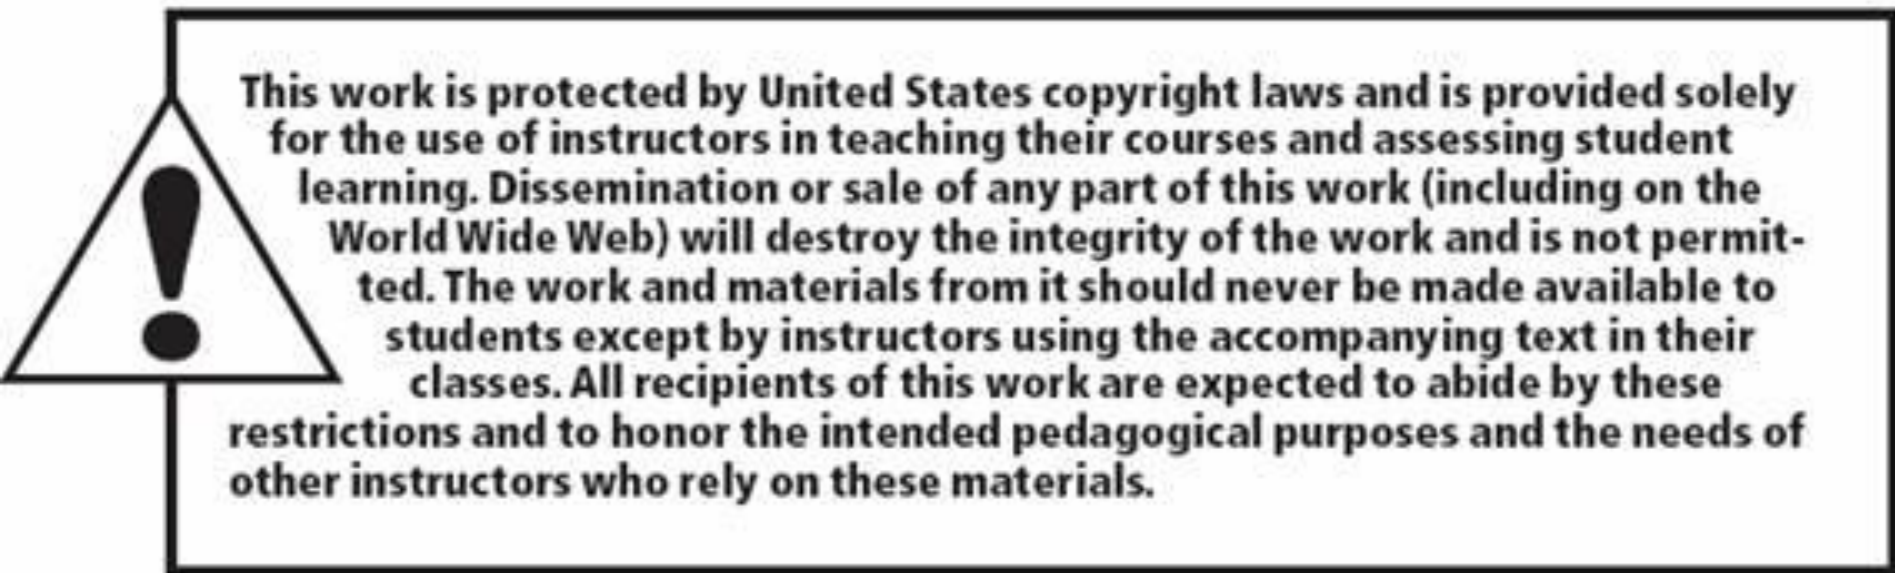 This work is protected by United States copyright laws and is provided solely
for the use of instructors in teaching their courses and assessing student
learning. Dissemination or sale of any part of this work (including on the
World Wide Web) will destroy the integrity of the work and is not permit-
ted. The work and materials from it should never be made available to
students except by instructors using the accompanying text in their
classes. All recipients of this work are expected to abide by these
restrictions and to honor the intended pedagogical purposes and the needs of
other instructors who rely on these materials.